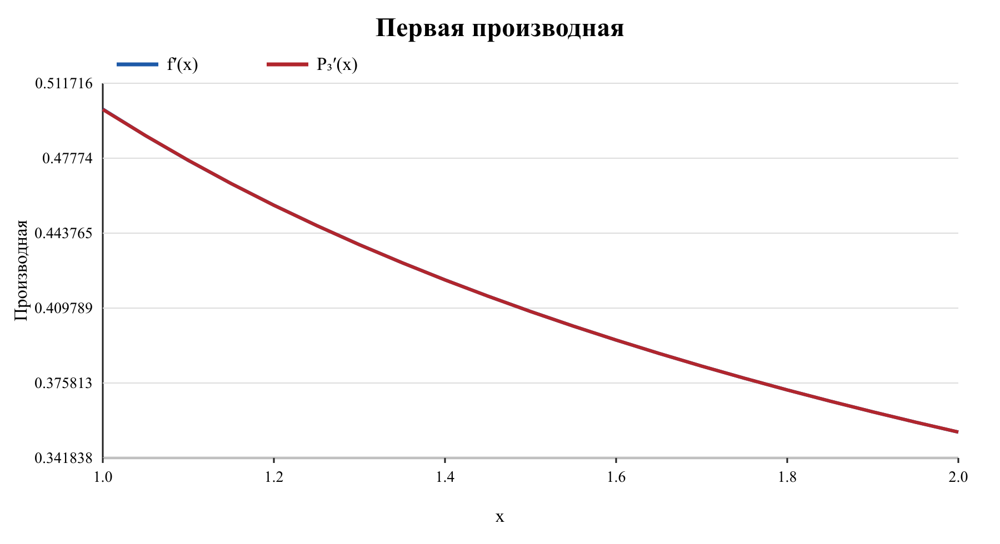 Первая производная
f′(x)
P₃′(x)
0.511716
0.47774
0.443765
0.409789
0.375813
0.341838
Производная
1.0
1.2
1.4
1.6
1.8
2.0
x